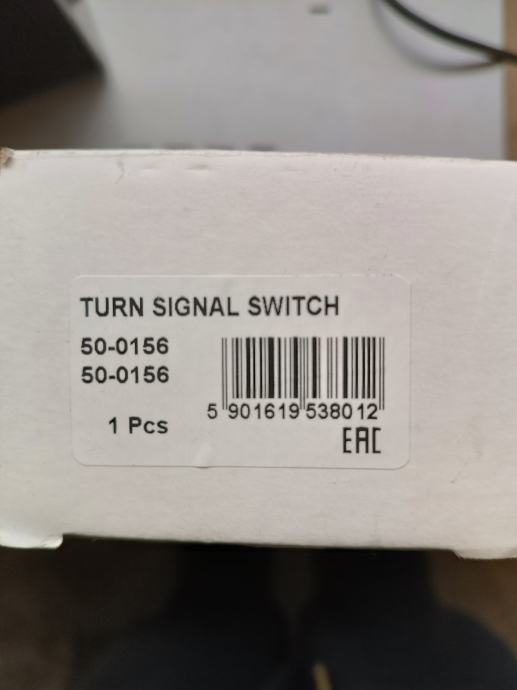 TURN SIGNAL SWITCH
50-0156
50-0156
1 Pcs
5 901619 538012
EAC